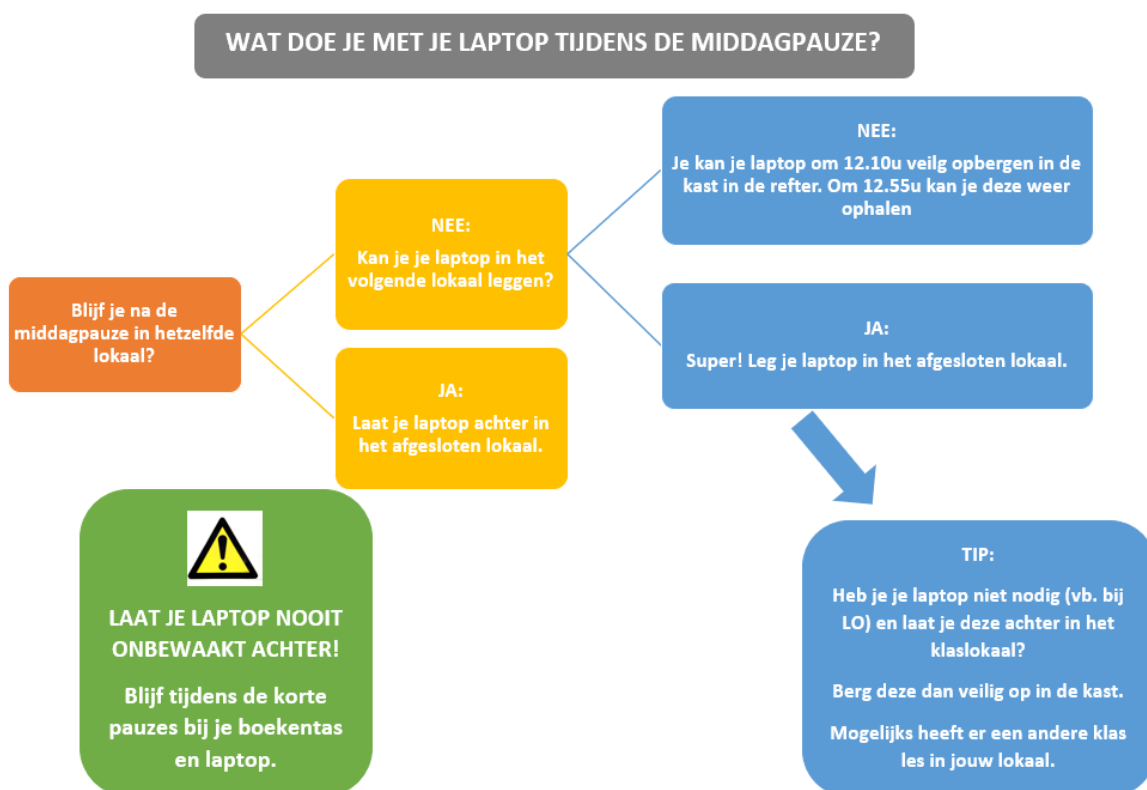 WAT DOE JE MET JE LAPTOP TIJDENS DE MIDDAGPAUZE?
Blijf je na de
middagpauze in hetzelfde
lokaal?
NEE:
Kan je je laptop in het
volgende lokaal leggen?
JA:
Laat je laptop achter in
het afgesloten lokaal.
NEE:
Je kan je laptop om 12.10u veilg opbergen in de
kast in de refter. Om 12.55u kan je deze weer
ophalen
JA:
Super! Leg je laptop in het afgesloten lokaal.
LAAT JE LAPTOP NOOIT
ONBEWAAKT ACHTER!
Blijf tijdens de korte
pauzes bij je boekentas
en laptop.
TIP:
Heb je je laptop niet nodig (vb. bij
LO) en laat je deze achter in het
klaslokaal?
Berg deze dan veilig op in de kast.
Mogelijks heeft er een andere klas
les in jouw lokaal.